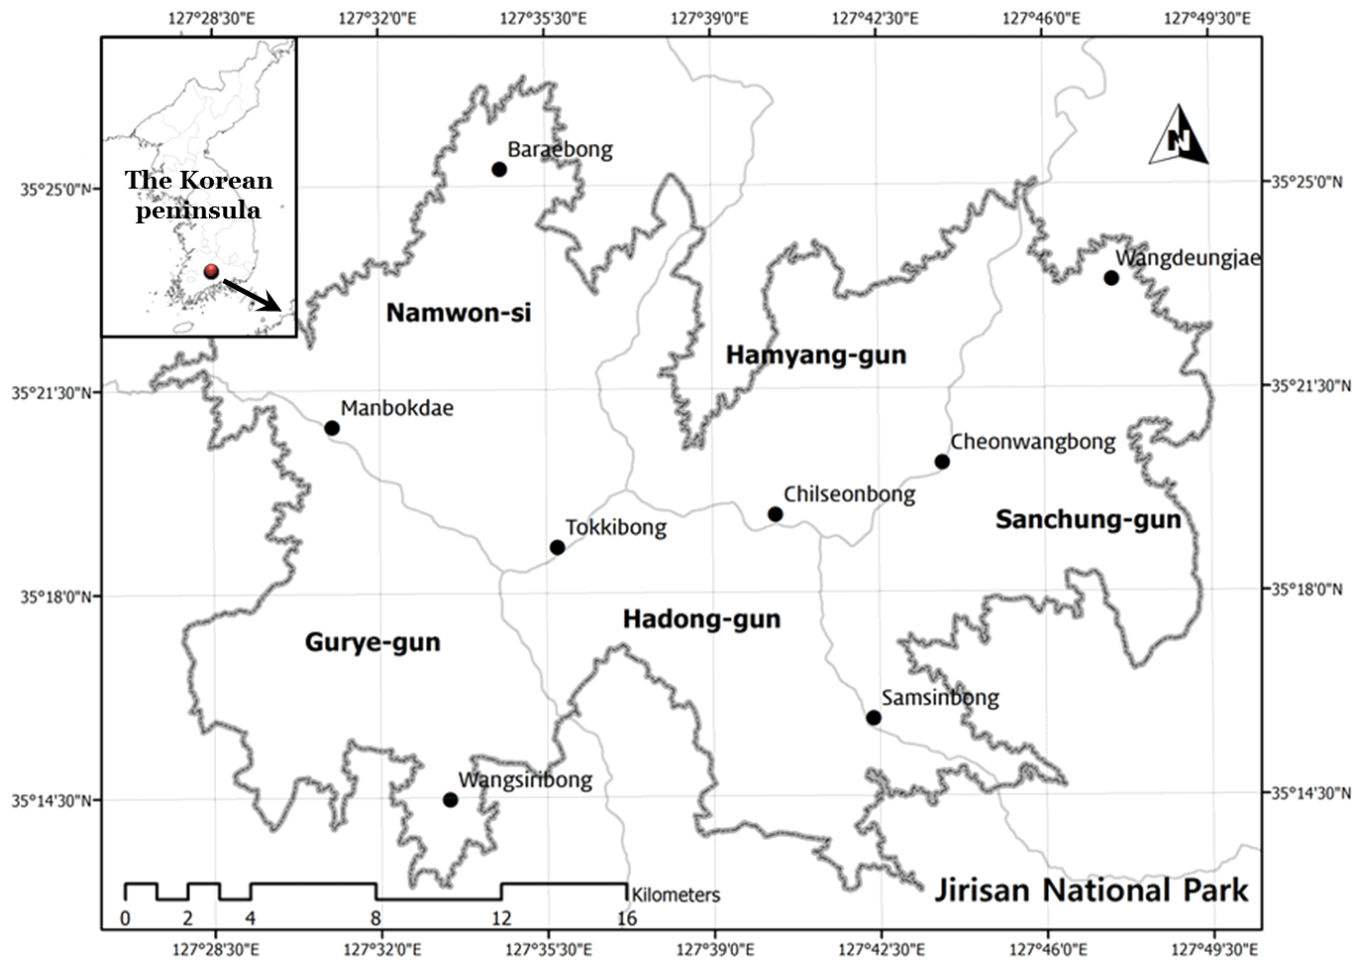 127°28'30"E 127°32'0"E 127°35'30"E 127°39'0"E 127°42'30"E 127°46'0"E 127°49'30"E
N
Baraebong
The Korean
peninsula
35°25'0"N
35°25'0"N
Wangdeungjae
Namwon-si
Hamyang-gun
35°21'30"N
35°21'30"N
Manbokdae
Cheonwangbong
Chilseonbong
Sanchung-gun
Tokkibong
35°18'0"N
35°18'0"N
Hadong-gun
Gurye-gun
Samsinbong
Wangsiribong
35°14'30"N
35°14'30"N
Jirisan National Park
Kilometers
0 2 4 8 12 16
127°28'30"E 127°32'0"E 127°35'30"E 127°39'0"E 127°42'30"E 127°46'0"E 127°49'30"E